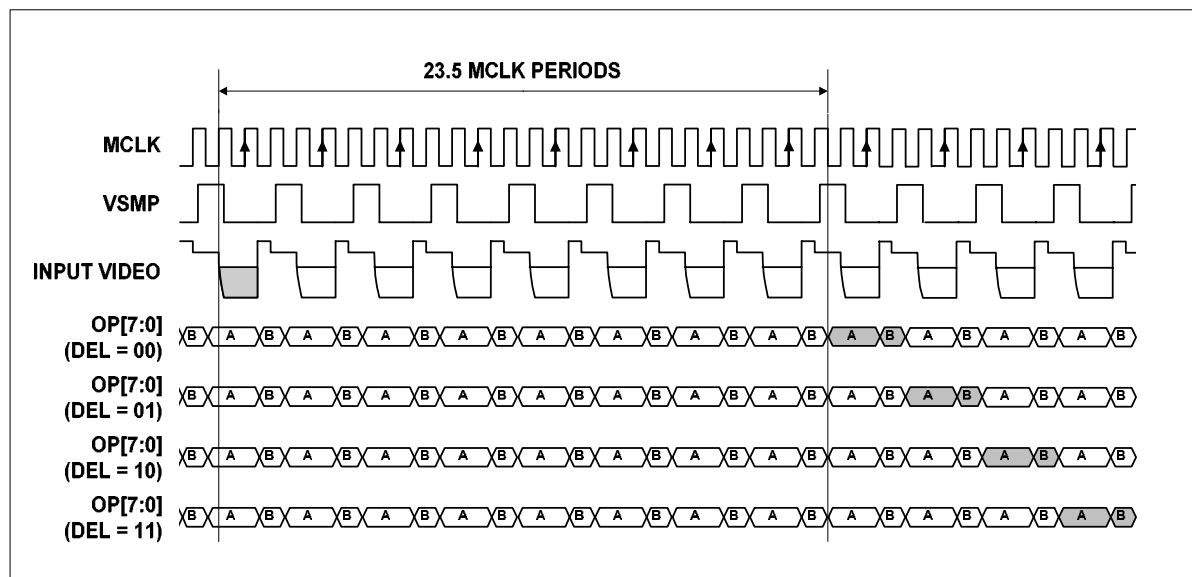 23.5 MCLK PERIODS
MCLK
VSMP
INPUT VIDEO
OP[7:0]
(DEL = 00)
B A B A B A B A B A B A B A B A B A B A B A B A B
OP[7:0]
(DEL = 01)
B A B A B A B A B A B A B A B A B A B A B A B A B
OP[7:0]
(DEL = 10)
B A B A B A B A B A B A B A B A B A B A B A B A B
OP[7:0]
(DEL = 11)
B A B A B A B A B A B A B A B A B A B A B A B A B